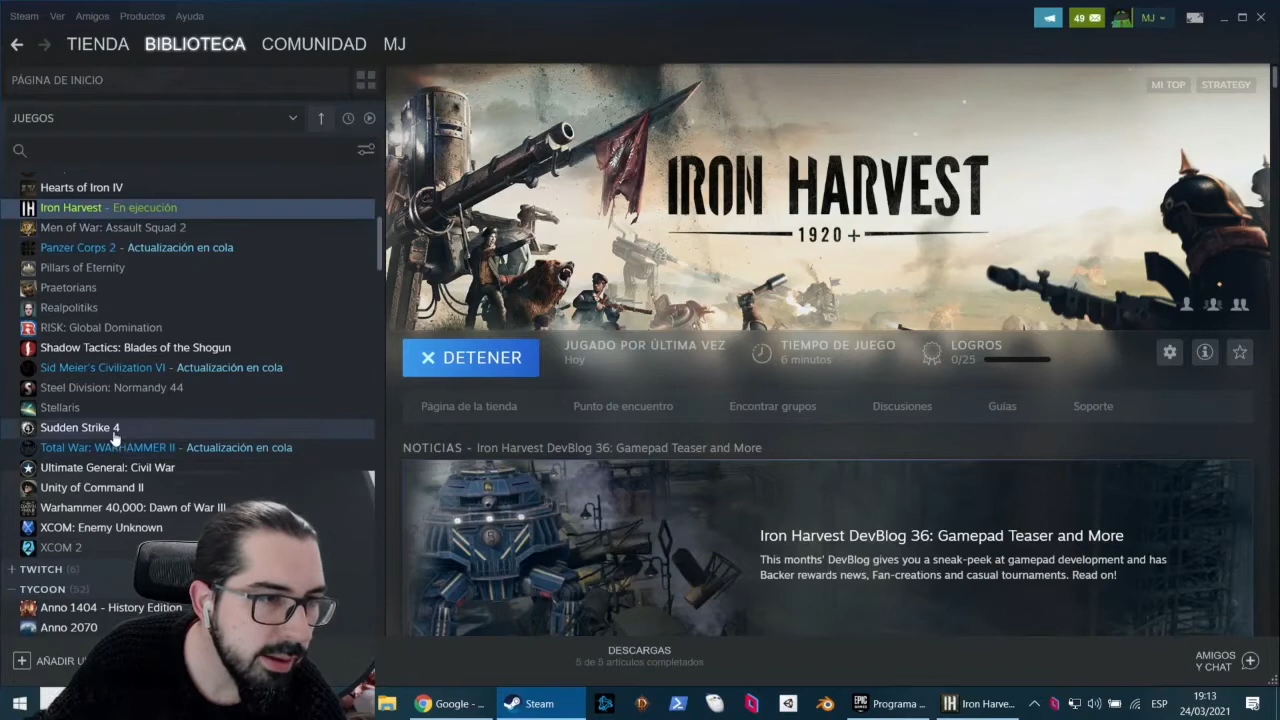 Steam Ver Amigos Productos Ayuda
49 MJ
TIENDA BIBLIOTECA COMUNIDAD MJ
PÁGINA DE INICIO
JUEGOS
Hearts of Iron IV
Iron Harvest - En ejecución
Men of War: Assault Squad 2
Panzer Corps 2 - Actualización en cola
Pillars of Eternity
Praetorians
Realpolitiks
RISK: Global Domination
Shadow Tactics: Blades of the Shogun
Sid Meier's Civilization VI - Actualización en cola
Steel Division: Normandy 44
Stellaris
Sudden Strike 4
Total War: WARHAMMER II - Actualización en cola
Ultimate General: Civil War
Unity of Command II
Warhammer 40,000: Dawn of War III
XCOM: Enemy Unknown
XCOM 2
+ TWITCH (6)
— TYCOON (52)
Anno 1404 - History Edition
Anno 2070
AÑADIR U
MI TOP STRATEGY
IRON HARVEST
1920+
DETENER
JUGADO POR ÚLTIMA VEZ
Hoy
TIEMPO DE JUEGO
6 minutos
LOGROS
0/25
Página de la tienda Punto de encuentro Encontrar grupos Discusiones Guías Soporte
NOTICIAS - Iron Harvest DevBlog 36: Gamepad Teaser and More
Iron Harvest DevBlog 36: Gamepad Teaser and More
This months' DevBlog gives you a sneak-peek at gamepad development and has
Backer rewards news, Fan-creations and casual tournaments. Read on!
DESCARGAS
5 de 5 artículos completados
AMIGOS
Y CHAT
Google - ... Steam EPIC GAMES Programa ... IH Iron Harve... ESP
19:13
24/03/2021